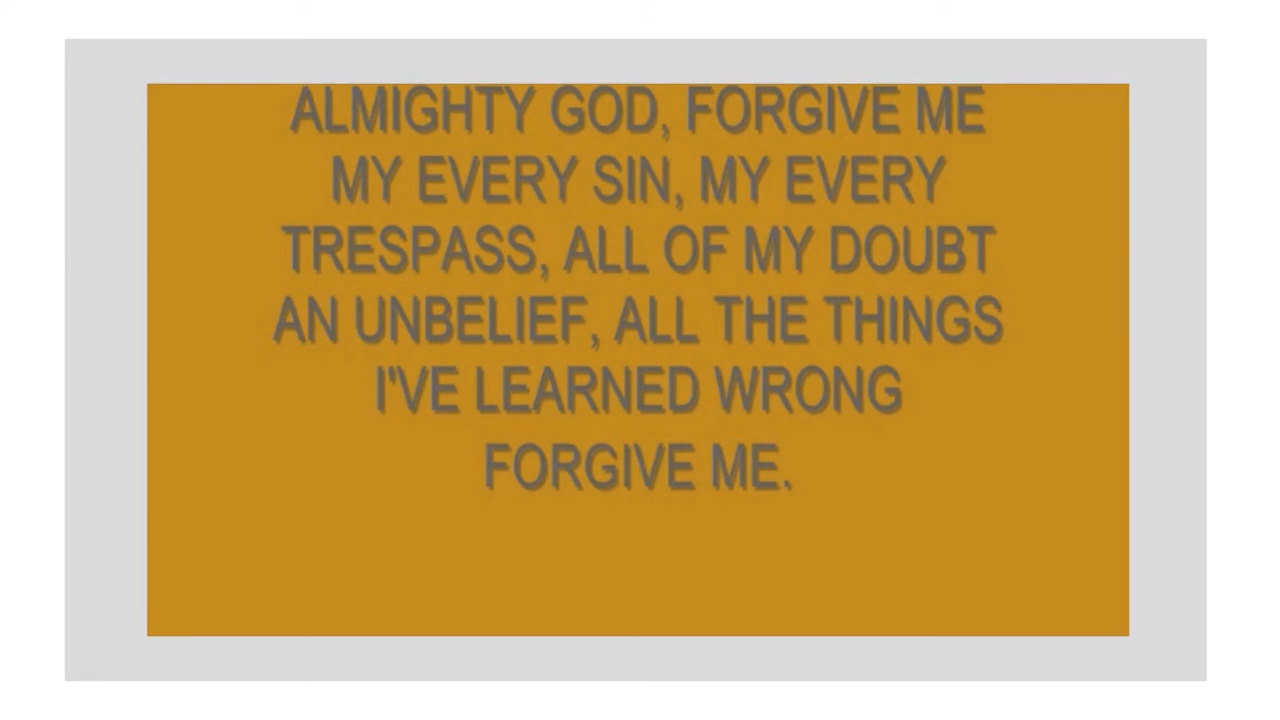 ALMIGHTY GOD, FORGIVE ME
MY EVERY SIN, MY EVERY
TRESPASS, ALL OF MY DOUBT
AN UNBELIEF, ALL THE THINGS
I'VE LEARNED WRONG
FORGIVE ME.